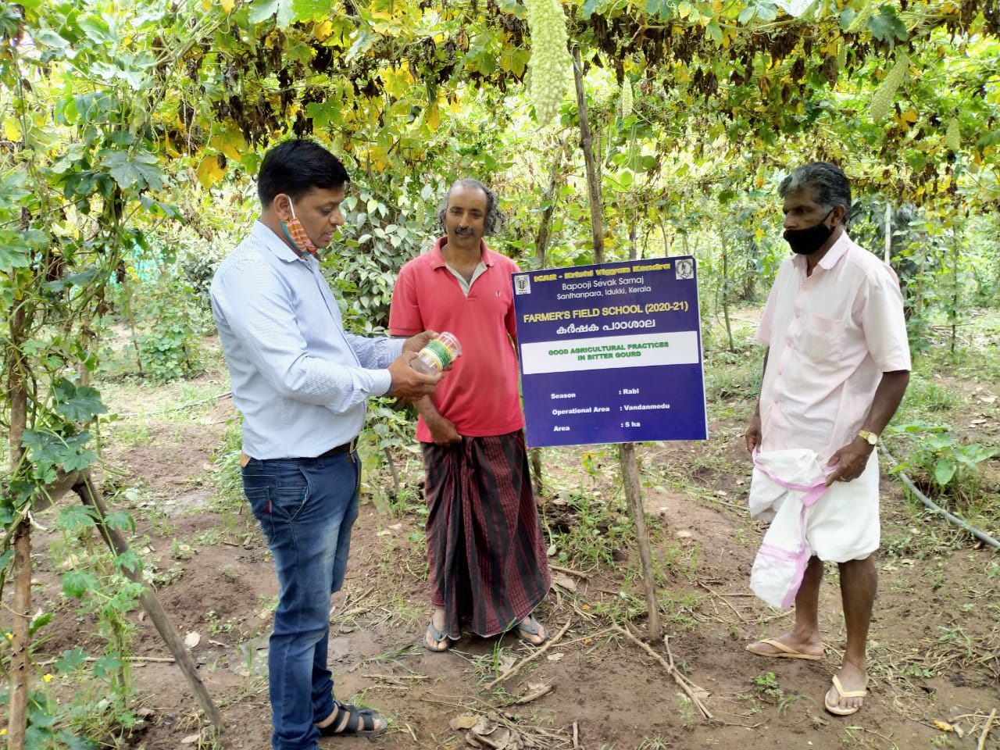 ICAR - Krishi Vigyan Kendra
Bapooji Sevak Samaj
Santhanpara, Idukki, Kerala
FARMER'S FIELD SCHOOL (2020-21)
കർഷക പാഠശാല
GOOD AGRICULTURAL PRACTICES
IN BITTER GOURD
Season : Rabi
Operational Area : Vandanmedu
Area : 5 ha